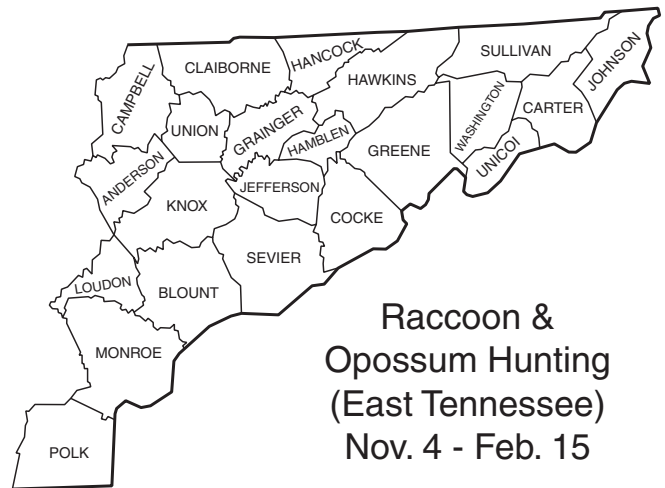 SULLIVAN
JOHNSON
HANCOCK
CLAIBORNE
CAMPBELL
HAWKINS
CARTER
WASHINGTON
UNION
GRAINGER
HAMBLEN
GREENE
UNICOI
ANDERSON
JEFFERSON
KNOX
COCKE
SEVIER
LOUDON
BLOUNT
MONROE
POLK
Raccoon &
Opossum Hunting
(East Tennessee)
Nov. 4 - Feb. 15